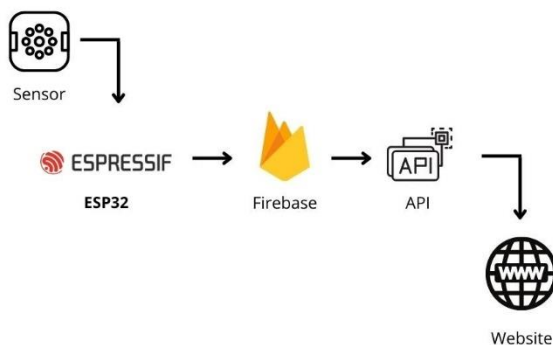 Sensor
ESPRESSIF
ESP32
Firebase
API
API
WWW
Website